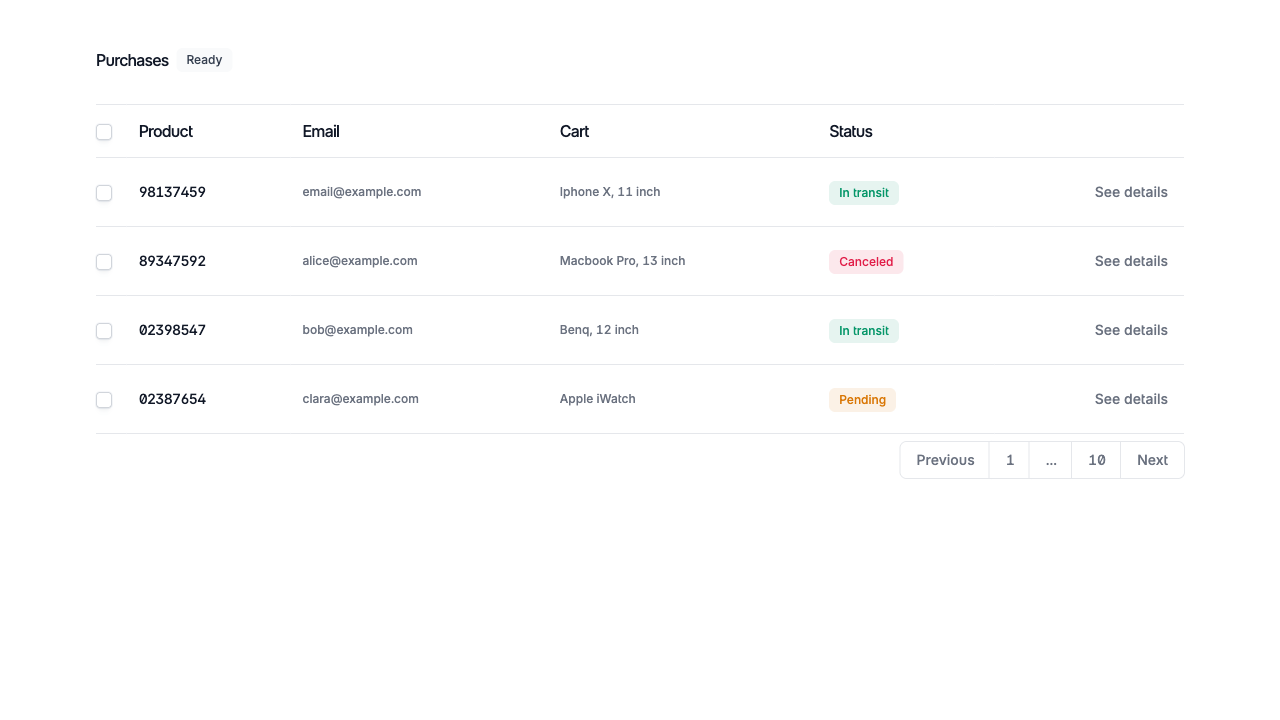 Purchases Ready
Product Email Cart Status
98137459 email@example.com Iphone X, 11 inch In transit See details
89347592 alice@example.com Macbook Pro, 13 inch Canceled See details
02398547 bob@example.com Benq, 12 inch In transit See details
02387654 clara@example.com Apple iWatch Pending See details
Previous 1 ... 10 Next